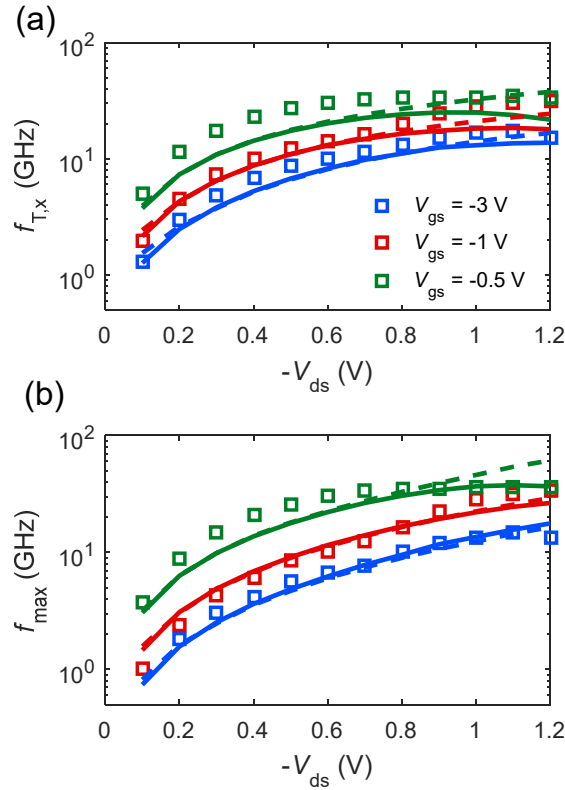 (a)
10^2
10^1
10^0
f_T,x (GHz)
V_gs = -3 V
V_gs = -1 V
V_gs = -0.5 V
0 0.2 0.4 0.6 0.8 1 1.2
-V_ds (V)
(b)
10^2
10^1
10^0
f_max (GHz)
0 0.2 0.4 0.6 0.8 1 1.2
-V_ds (V)